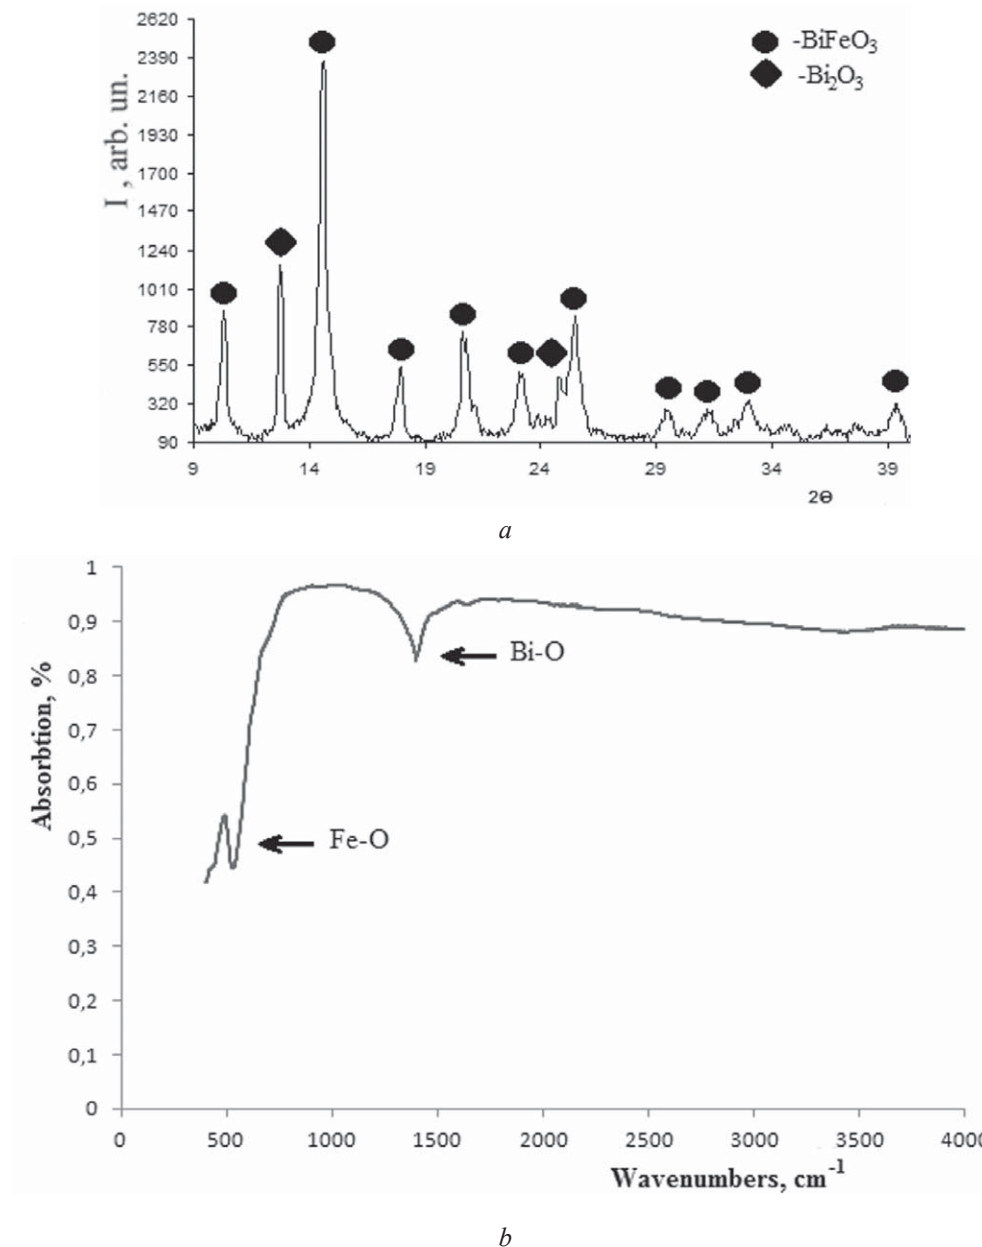 2620
2390
2160
1930
1700
1470
1240
1010
780
550
320
90
I , arb. un.
-BiFeO₃
-Bi₂O₃
9 14 19 24 29 34 39
2Θ
a
1
0,9
0,8
0,7
0,6
0,5
0,4
0,3
0,2
0,1
0
Absorbtion, %
Bi-O
Fe-O
0 500 1000 1500 2000 2500 3000 3500 4000
Wavenumbers, cm⁻¹
b